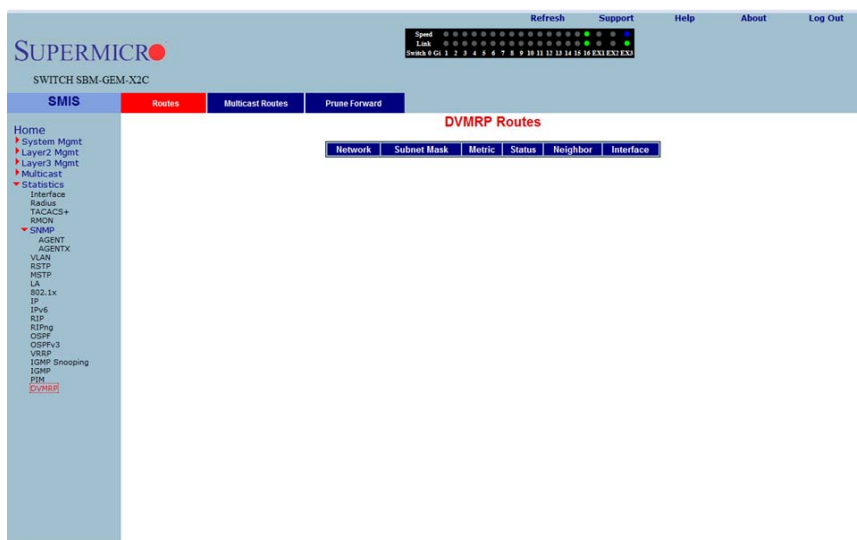 Refresh Support Help About Log Out
SUPERMICRO
SWITCH SBM-GEM-X2C
Speed
Link
Switch 0 Gi 1 2 3 4 5 6 7 8 9 10 11 12 13 14 15 16 EX1 EX2 EX3
SMIS
Routes Multicast Routes Prune Forward
DVMRP Routes
Network Subnet Mask Metric Status Neighbor Interface
Home
System Mgmt
Layer2 Mgmt
Layer3 Mgmt
Multicast
Statistics
Interface
Radius
TACACS+
RMON
SNMP
AGENT
AGENTX
VLAN
RSTP
MSTP
LA
802.1x
IP
IPv6
RIP
RIPng
OSPF
OSPFv3
VRRP
IGMP Snooping
IGMP
PIM
DVMRP